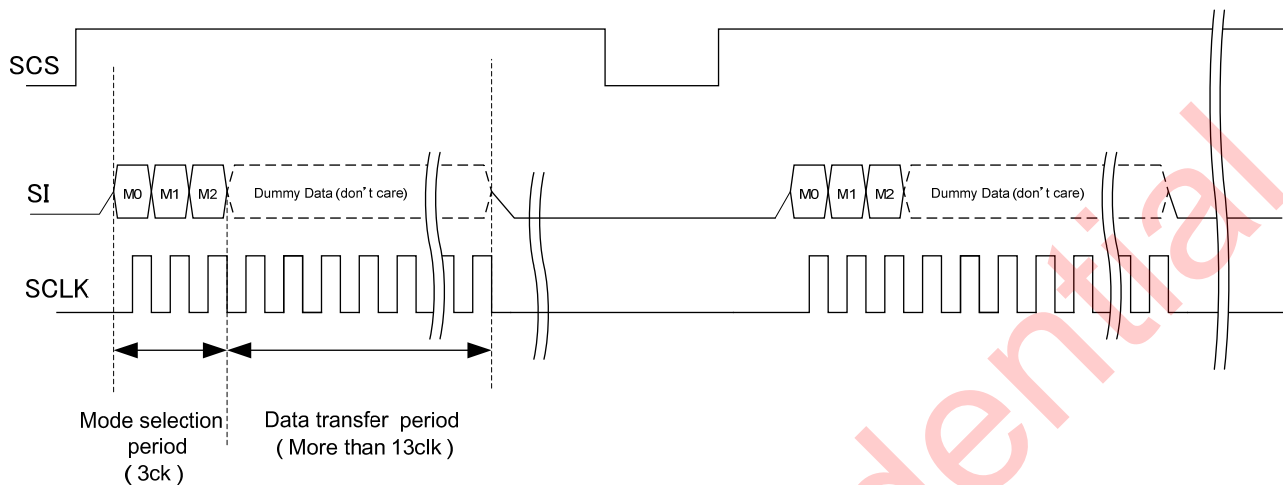 SCS
SI
M0 M1 M2 Dummy Data (don't care)
M0 M1 M2 Dummy Data (don't care)
SCLK
Mode selection
period
( 3ck )
Data transfer period
( More than 13clk )
dential